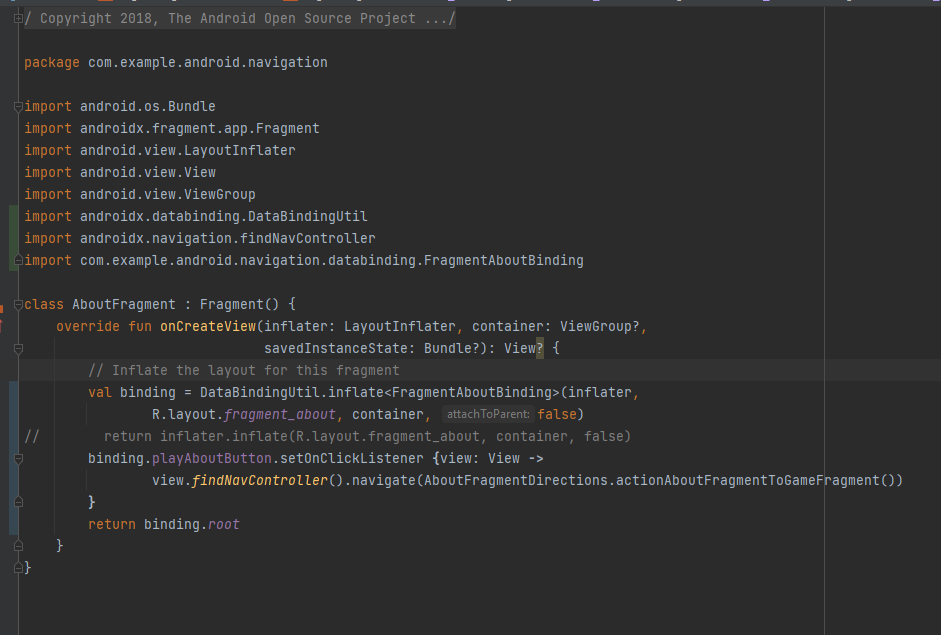 / Copyright 2018, The Android Open Source Project .../
package com.example.android.navigation
import android.os.Bundle
import androidx.fragment.app.Fragment
import android.view.LayoutInflater
import android.view.View
import android.view.ViewGroup
import androidx.databinding.DataBindingUtil
import androidx.navigation.findNavController
import com.example.android.navigation.databinding.FragmentAboutBinding
class AboutFragment : Fragment() {
    override fun onCreateView(inflater: LayoutInflater, container: ViewGroup?,
                              savedInstanceState: Bundle?): View? {
        // Inflate the layout for this fragment
        val binding = DataBindingUtil.inflate<FragmentAboutBinding>(inflater,
                R.layout.fragment_about, container, attachToParent: false)
//        return inflater.inflate(R.layout.fragment_about, container, false)
        binding.playAboutButton.setOnClickListener {view: View ->
                view.findNavController().navigate(AboutFragmentDirections.actionAboutFragmentToGameFragment())
        }
        return binding.root
    }
}